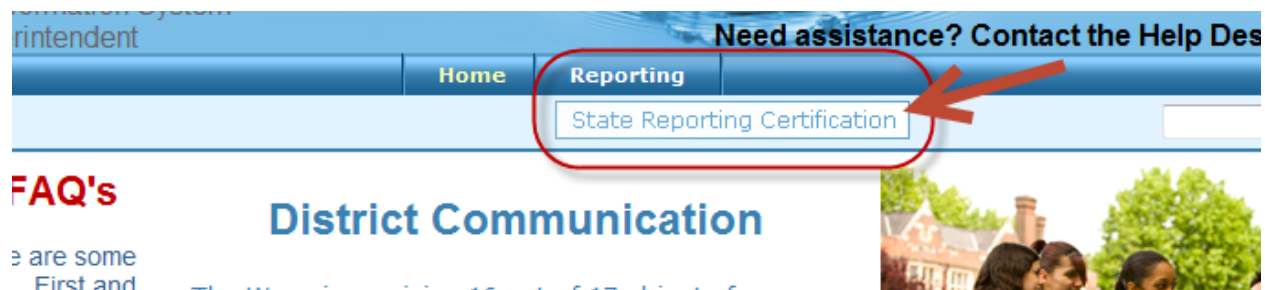 rintendent
Need assistance? Contact the Help Des
Home Reporting
State Reporting Certification
FAQ's
District Communication
e are some
First and